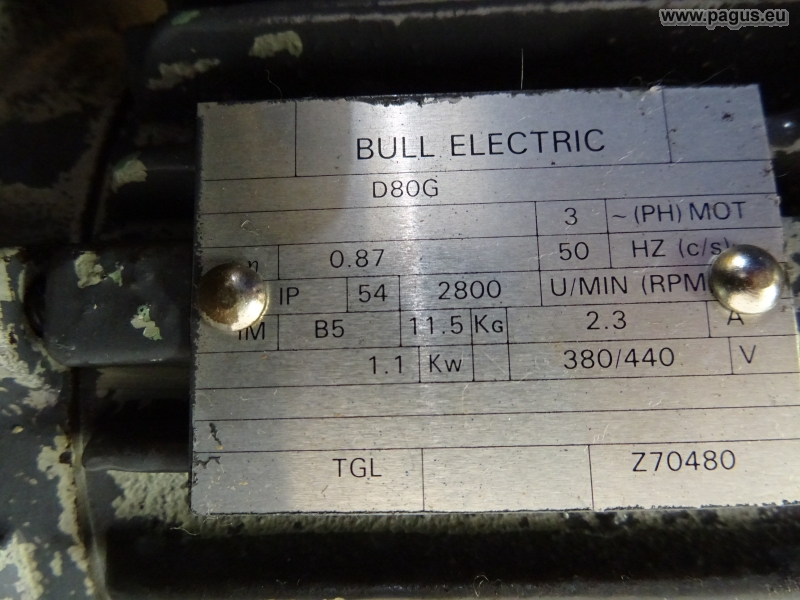 www.pagus.eu
BULL ELECTRIC
D80G
3 ~ (PH) MOT
0.87 50 HZ (c/s)
IP 54 2800 U/MIN (RPM
IM B5 11.5 KG 2.3 A
1.1 Kw 380/440 V
TGL Z70480